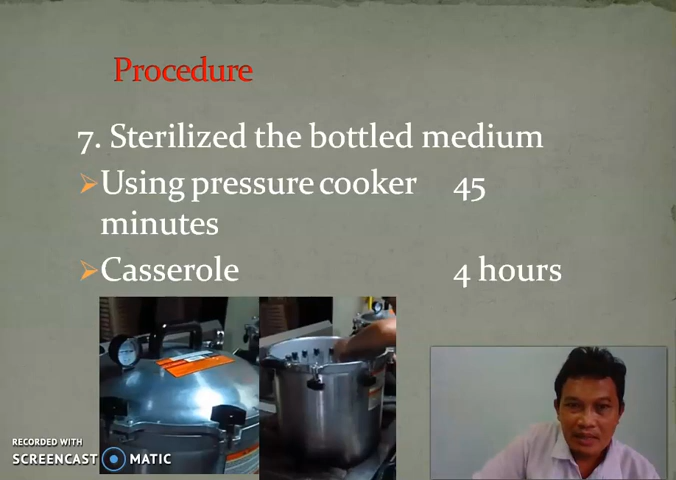 Procedure
7. Sterilized the bottled medium
Using pressure cooker 45
minutes
Casserole 4 hours
RECORDED WITH
SCREENCAST MATIC